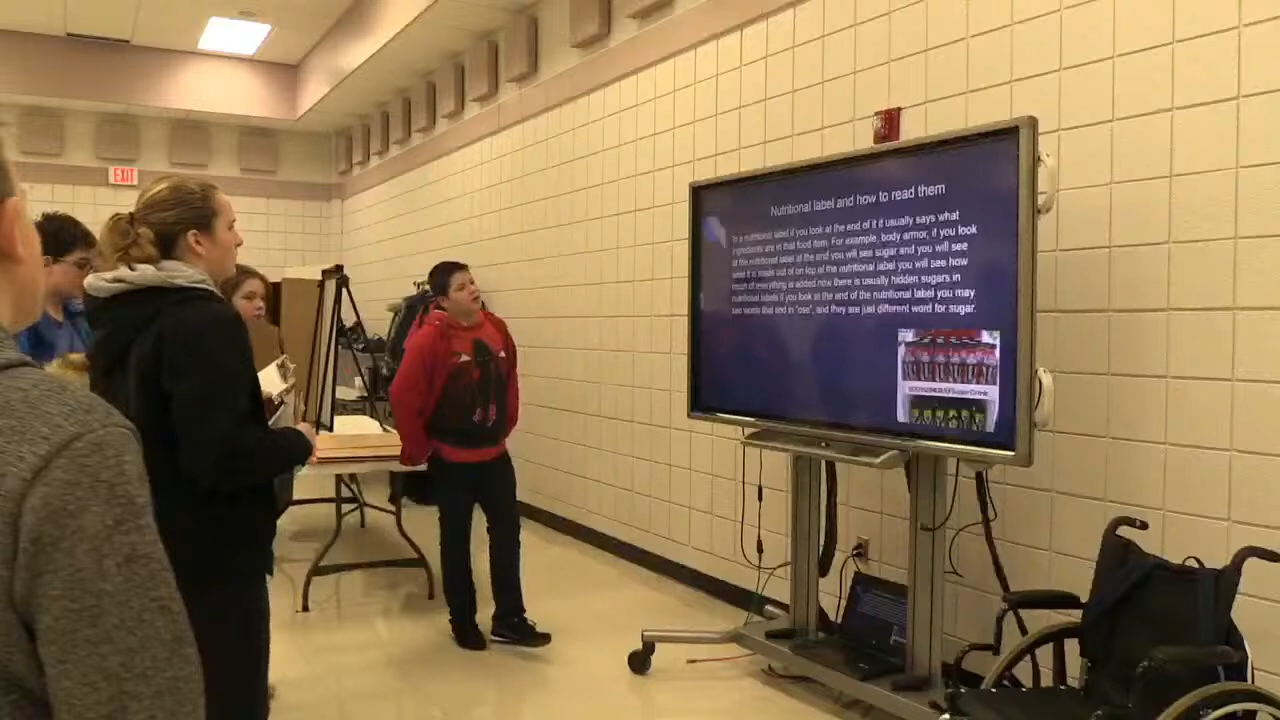 EXIT
Nutritional label and how to read them
In a nutritional label if you look at the end of it it usually says what
ingredients are in that food item. For example, body armor, if you look
at this nutritional label at the end you will see sugar and you will see
what it is made out of on top of the nutritional label you will see how
much of everything is added now there is usually hidden sugars in
nutritional labels if you look at the end of the nutritional label you may
see words that end in "ose", and they are just different word for sugar.